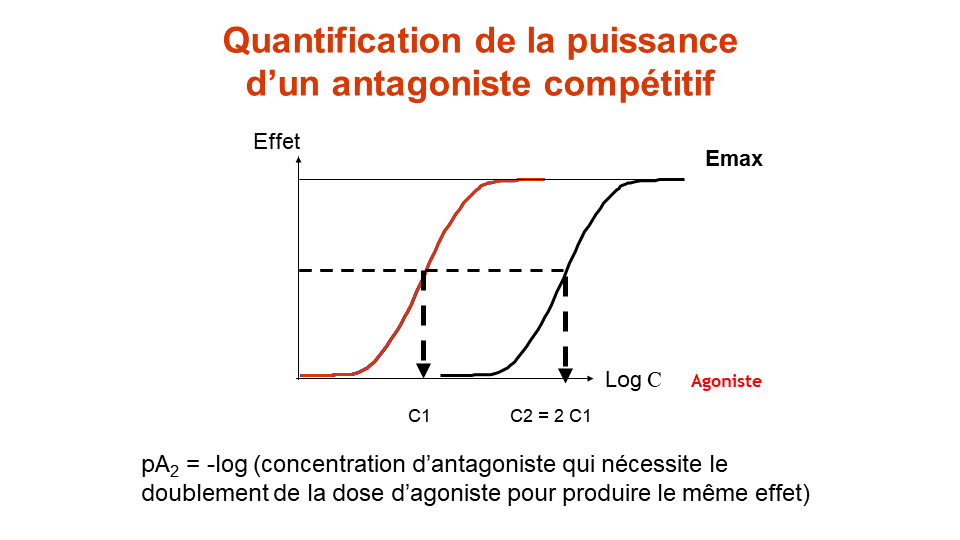 Quantification de la puissance
d’un antagoniste compétitif
Effet
Emax
Log C
Agoniste
C1
C2 = 2 C1
pA₂ = -log (concentration d’antagoniste qui nécessite le
doublement de la dose d’agoniste pour produire le même effet)